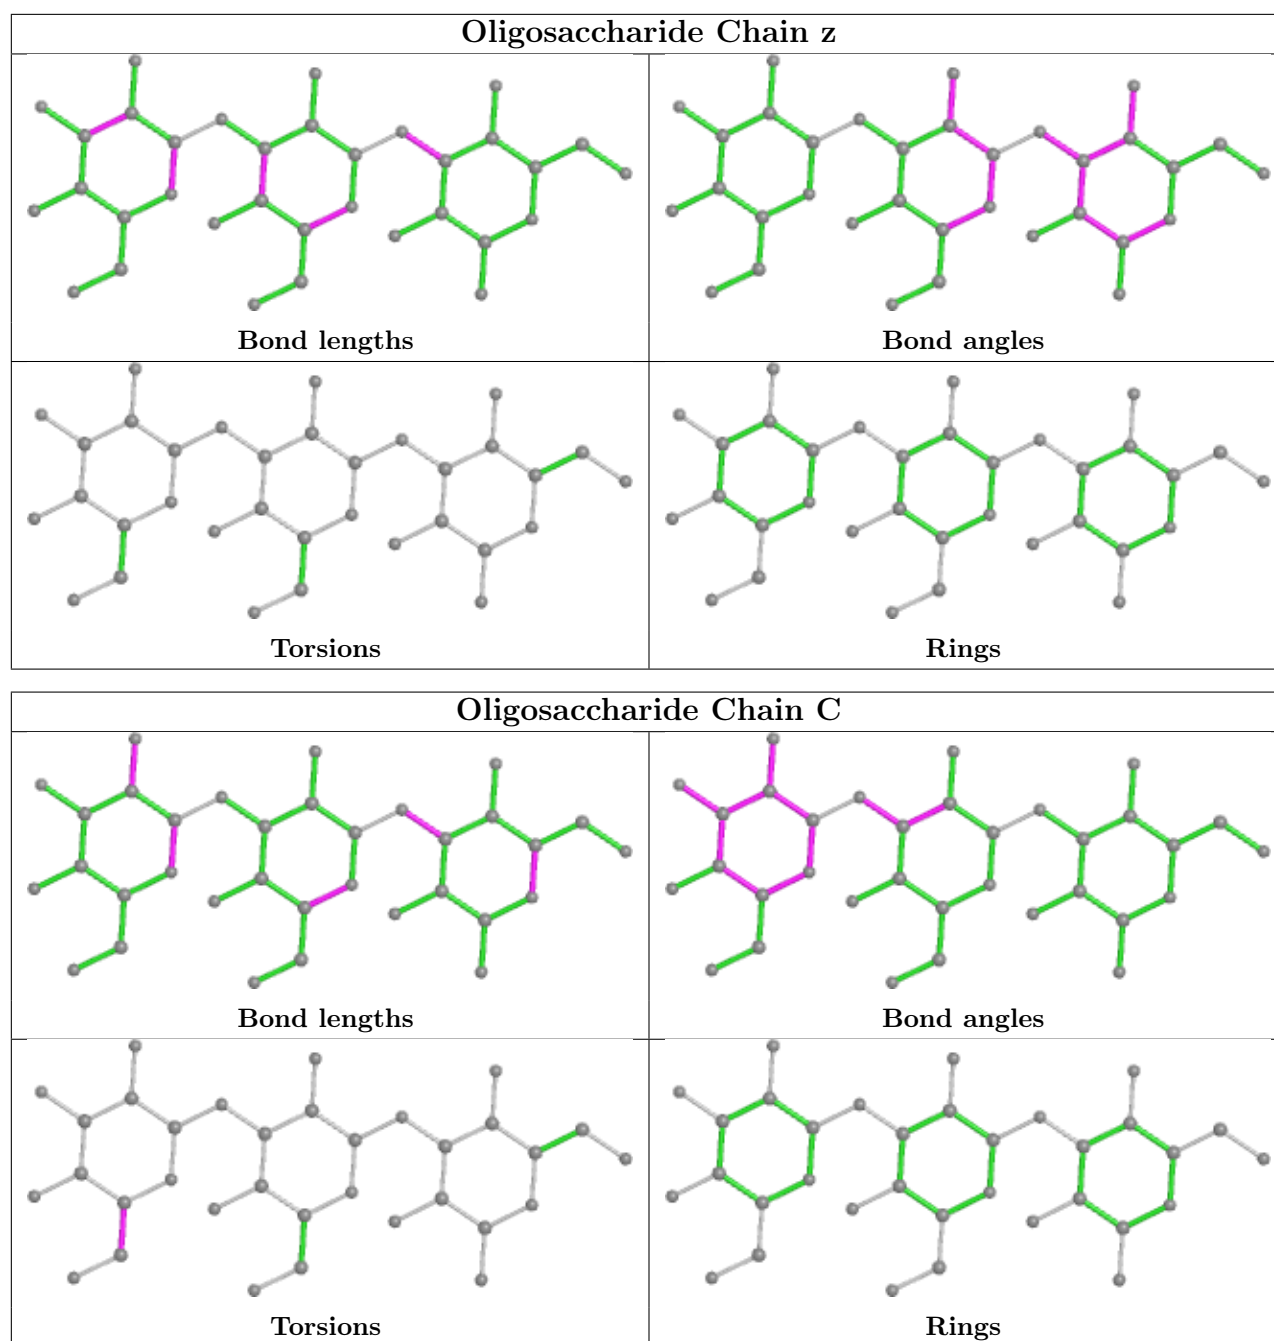 Oligosaccharide Chain z
Bond lengths
Bond angles
Torsions
Rings
Oligosaccharide Chain C
Bond lengths
Bond angles
Torsions
Rings